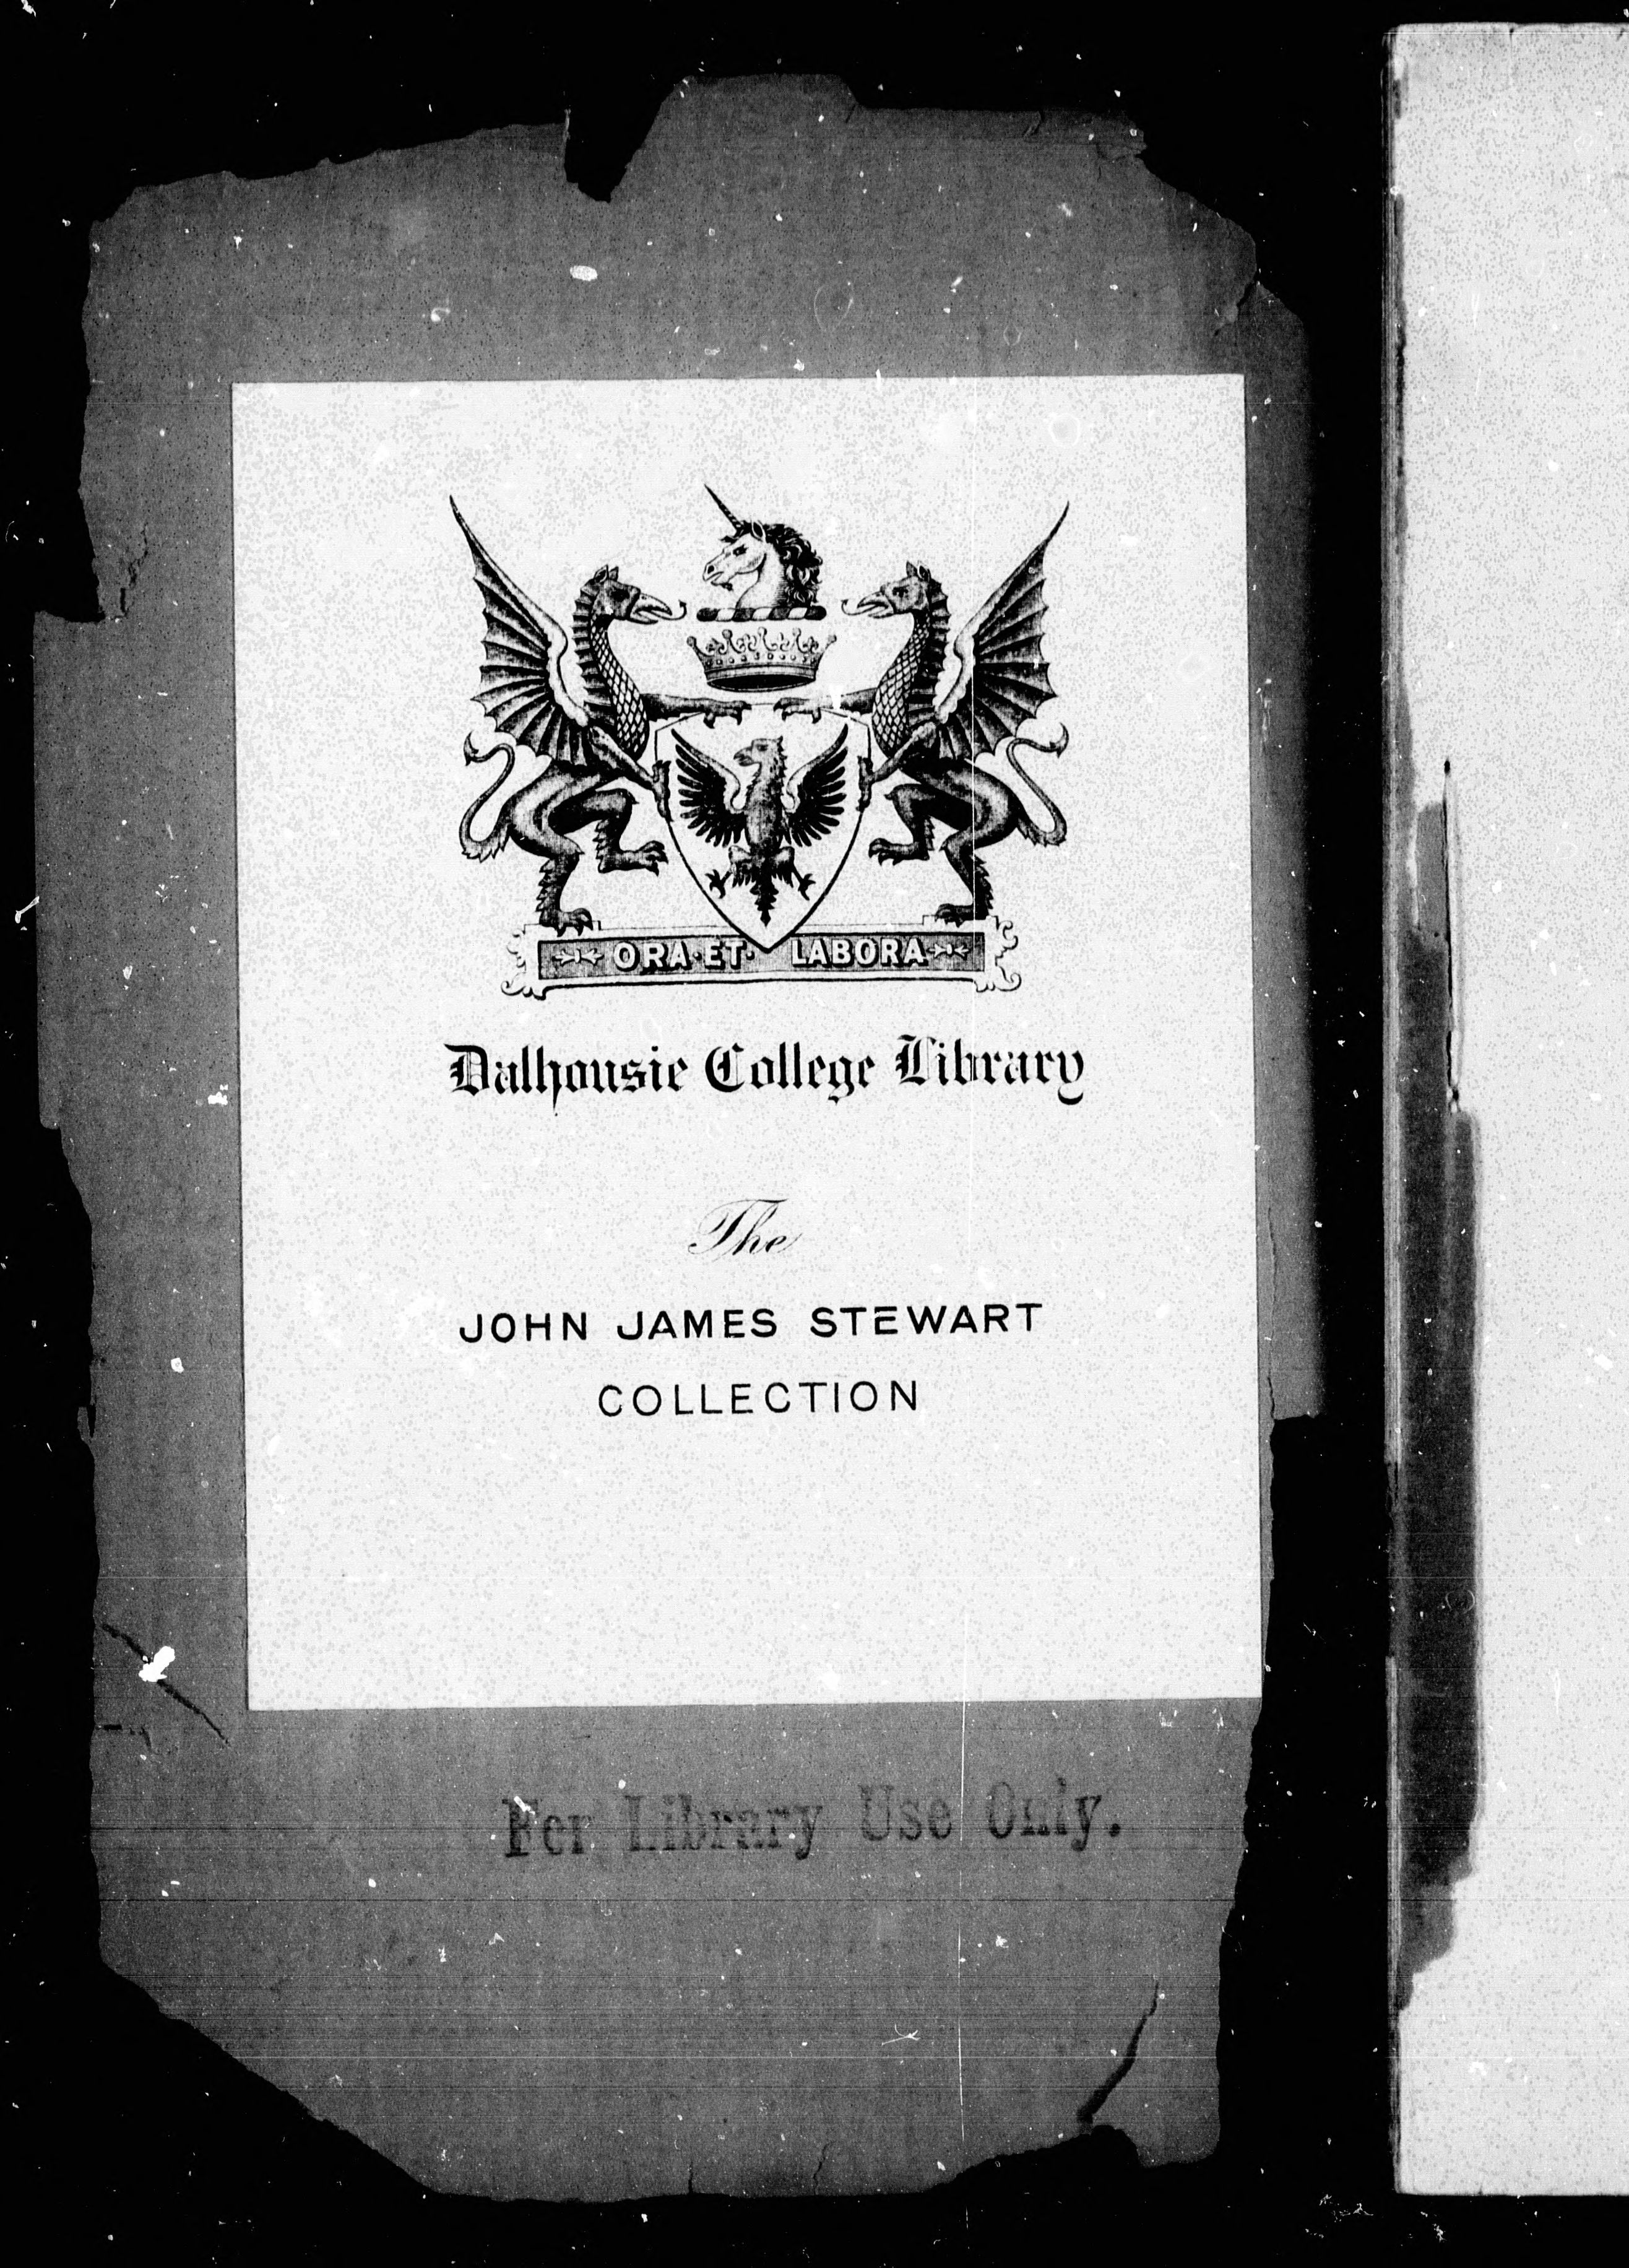 ORA·ET· LABORA
Dalhousie College Library
The
JOHN JAMES STEWART
COLLECTION
For Library Use Only.